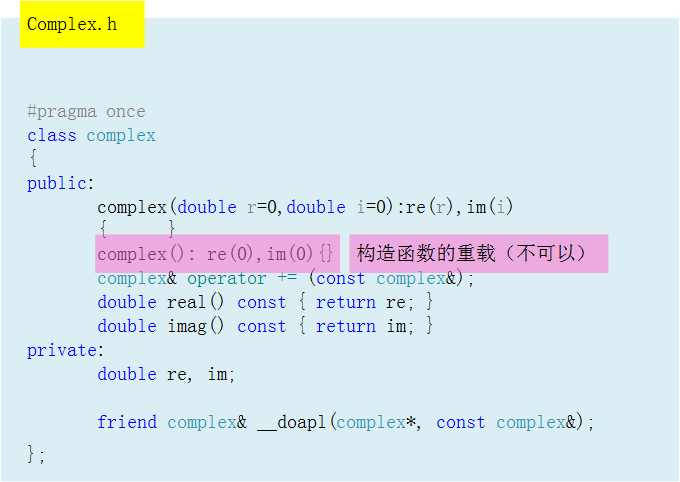 Complex.h
#pragma once
class complex
{
public:
complex(double r=0,double i=0):re(r),im(i)
{ }
complex(): re(0),im(0){} 构造函数的重载（不可以）
complex& operator += (const complex&);
double real() const { return re; }
double imag() const { return im; }
private:
double re, im;
friend complex& __doapl(complex*, const complex&);
};